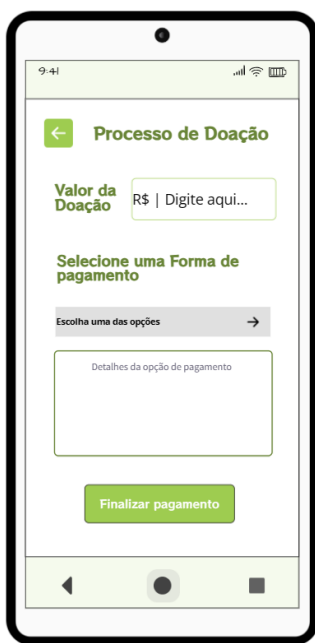 9:41
Processo de Doação
Valor da
Doação
R$ | Digite aqui...
Selecione uma Forma de
pagamento
Escolha uma das opções
Detalhes da opção de pagamento
Finalizar pagamento